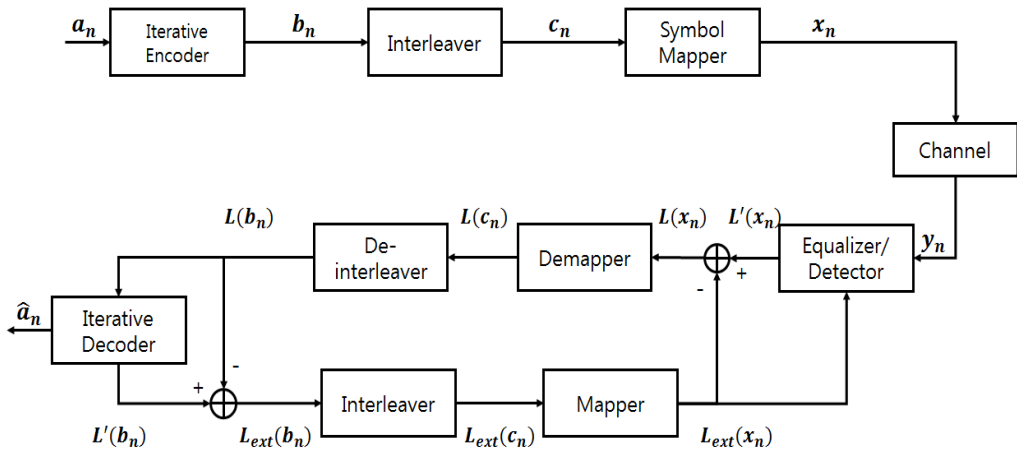 a_n
Iterative
Encoder
b_n
Interleaver
c_n
Symbol
Mapper
x_n
Channel
y_n
Equalizer/
Detector
L'(x_n)
+
-
L(x_n)
Demapper
L(c_n)
De-
interleaver
L(b_n)
Iterative
Decoder
â_n
L'(b_n)
+
-
L_ext(b_n)
Interleaver
L_ext(c_n)
Mapper
L_ext(x_n)